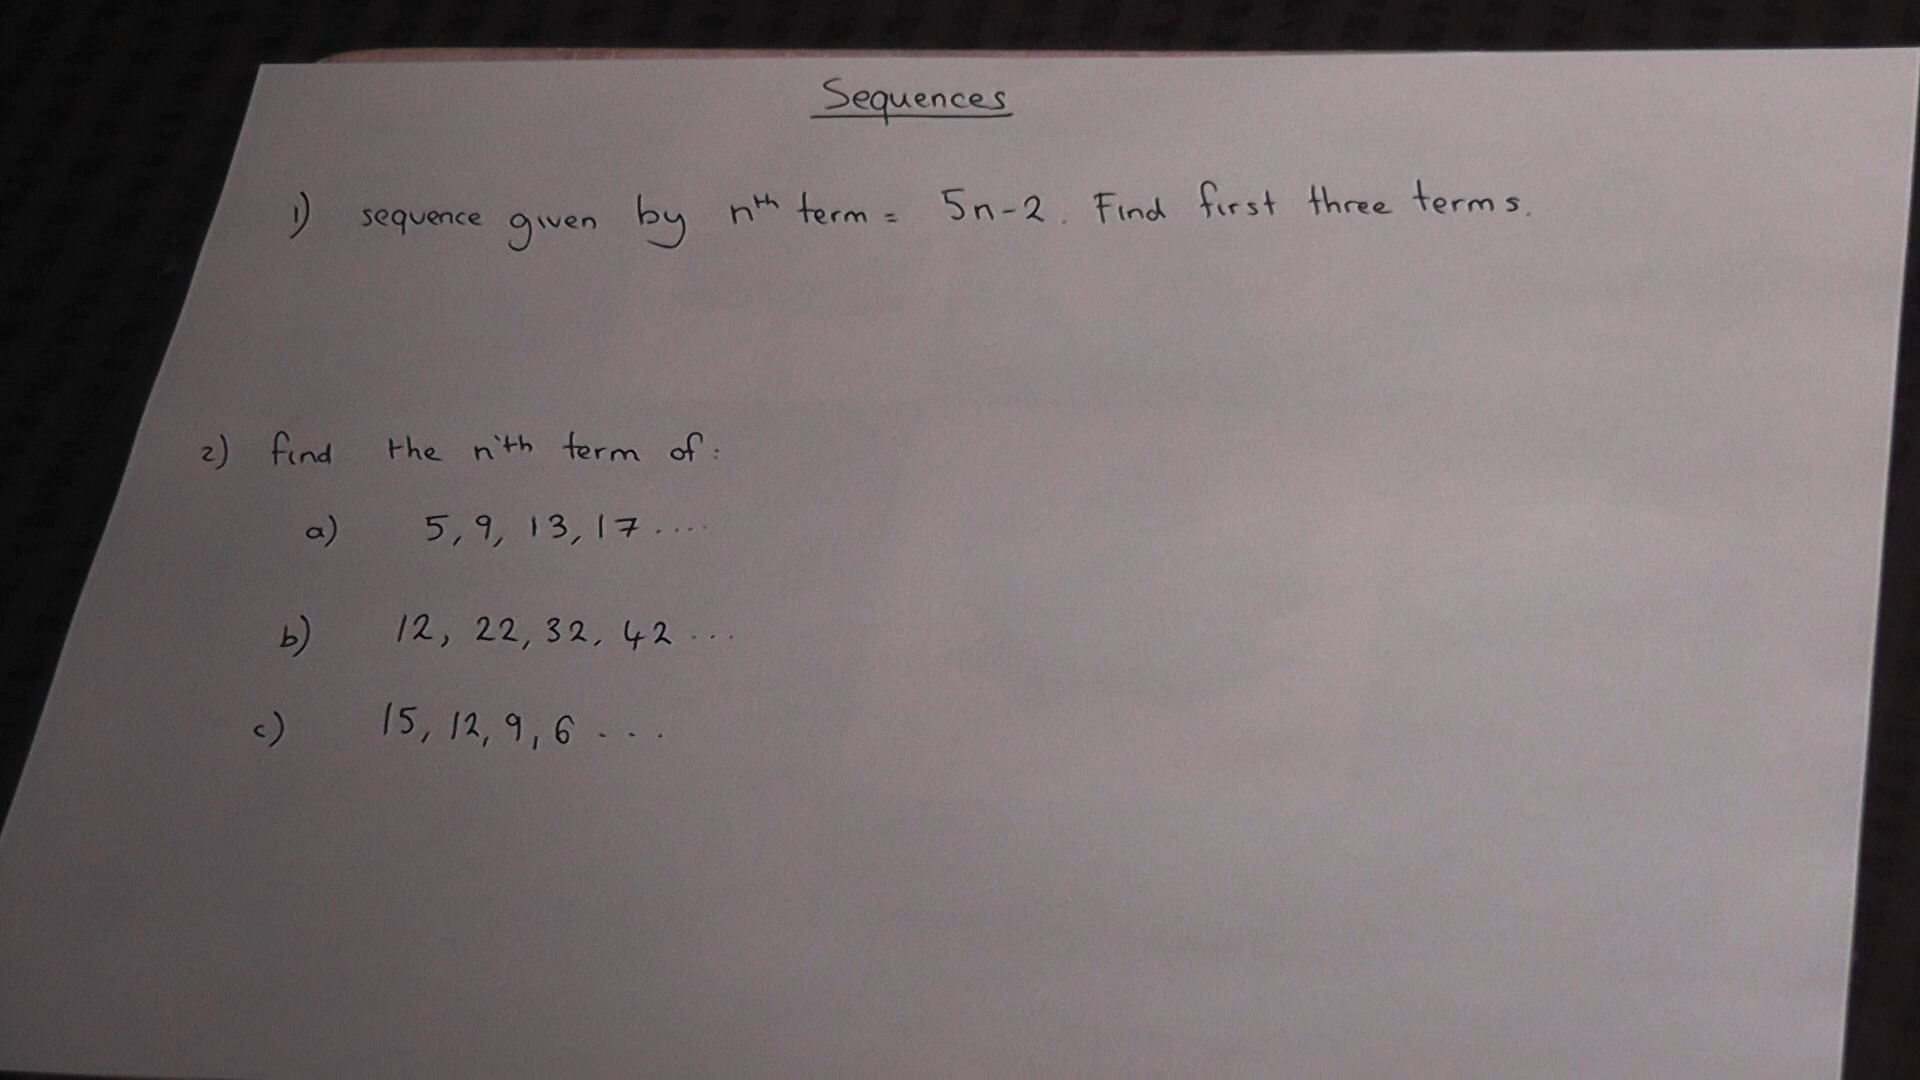 Sequences
1) sequence given by nth term = 5n-2. Find first three terms.
2) find the n'th term of:
a) 5, 9, 13, 17 ....
b) 12, 22, 32, 42 ...
c) 15, 12, 9, 6 ....